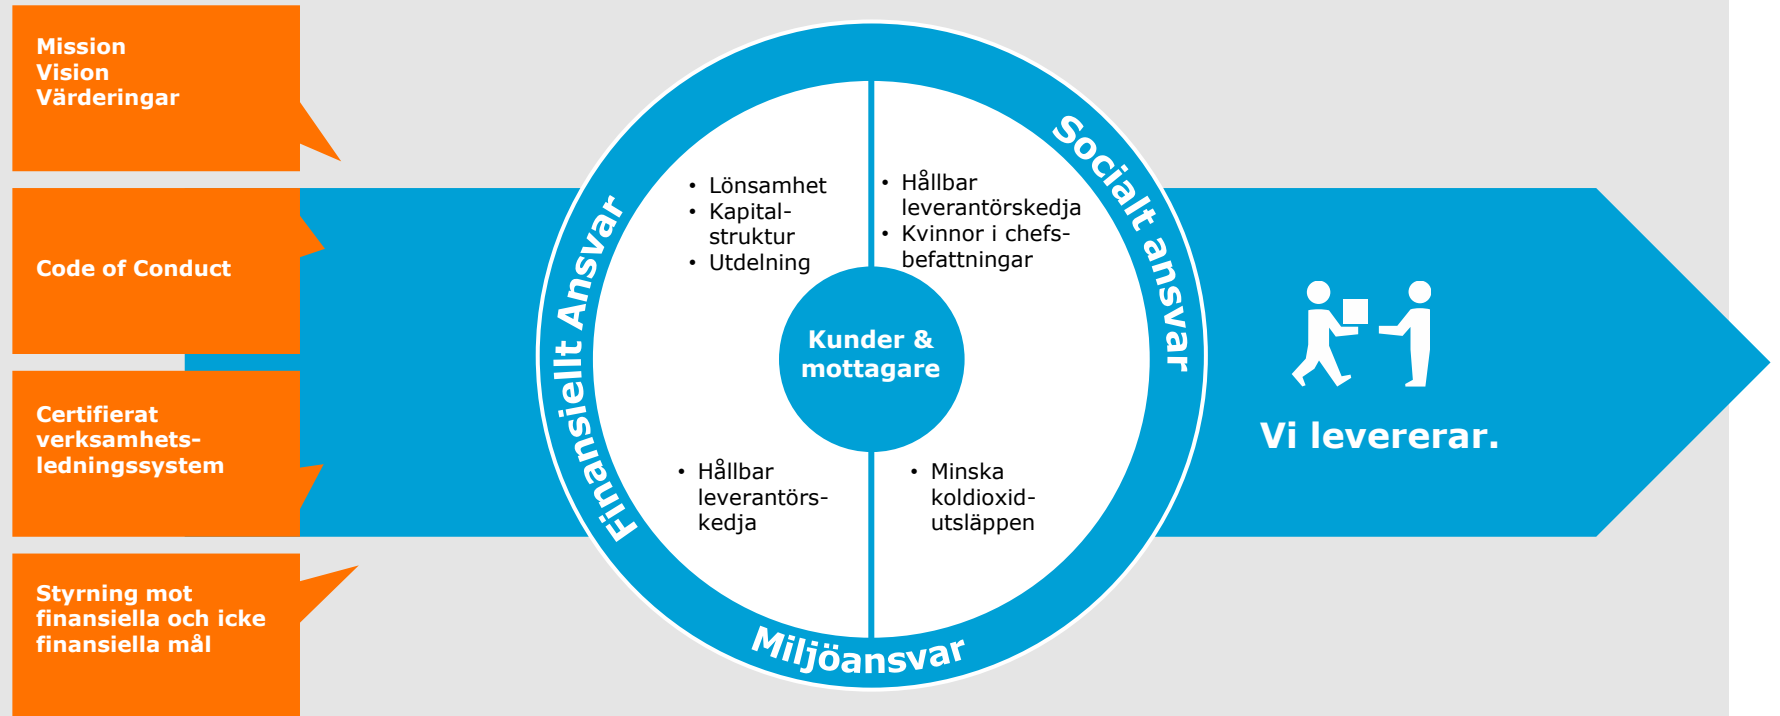 Mission
Vision
Värderingar
Code of Conduct
Certifierat
verksamhets-
ledningssystem
Styrning mot
finansiella och icke
finansiella mål
Finansiellt Ansvar
• Lönsamhet
• Kapital-
struktur
• Utdelning
Socialt ansvar
• Hållbar
leverantörskedja
• Kvinnor i chefs-
befattningar
Kunder &
mottagare
• Hållbar
leverantörs-
kedja
• Minska
koldioxid-
utsläppen
Miljöansvar
Vi levererar.